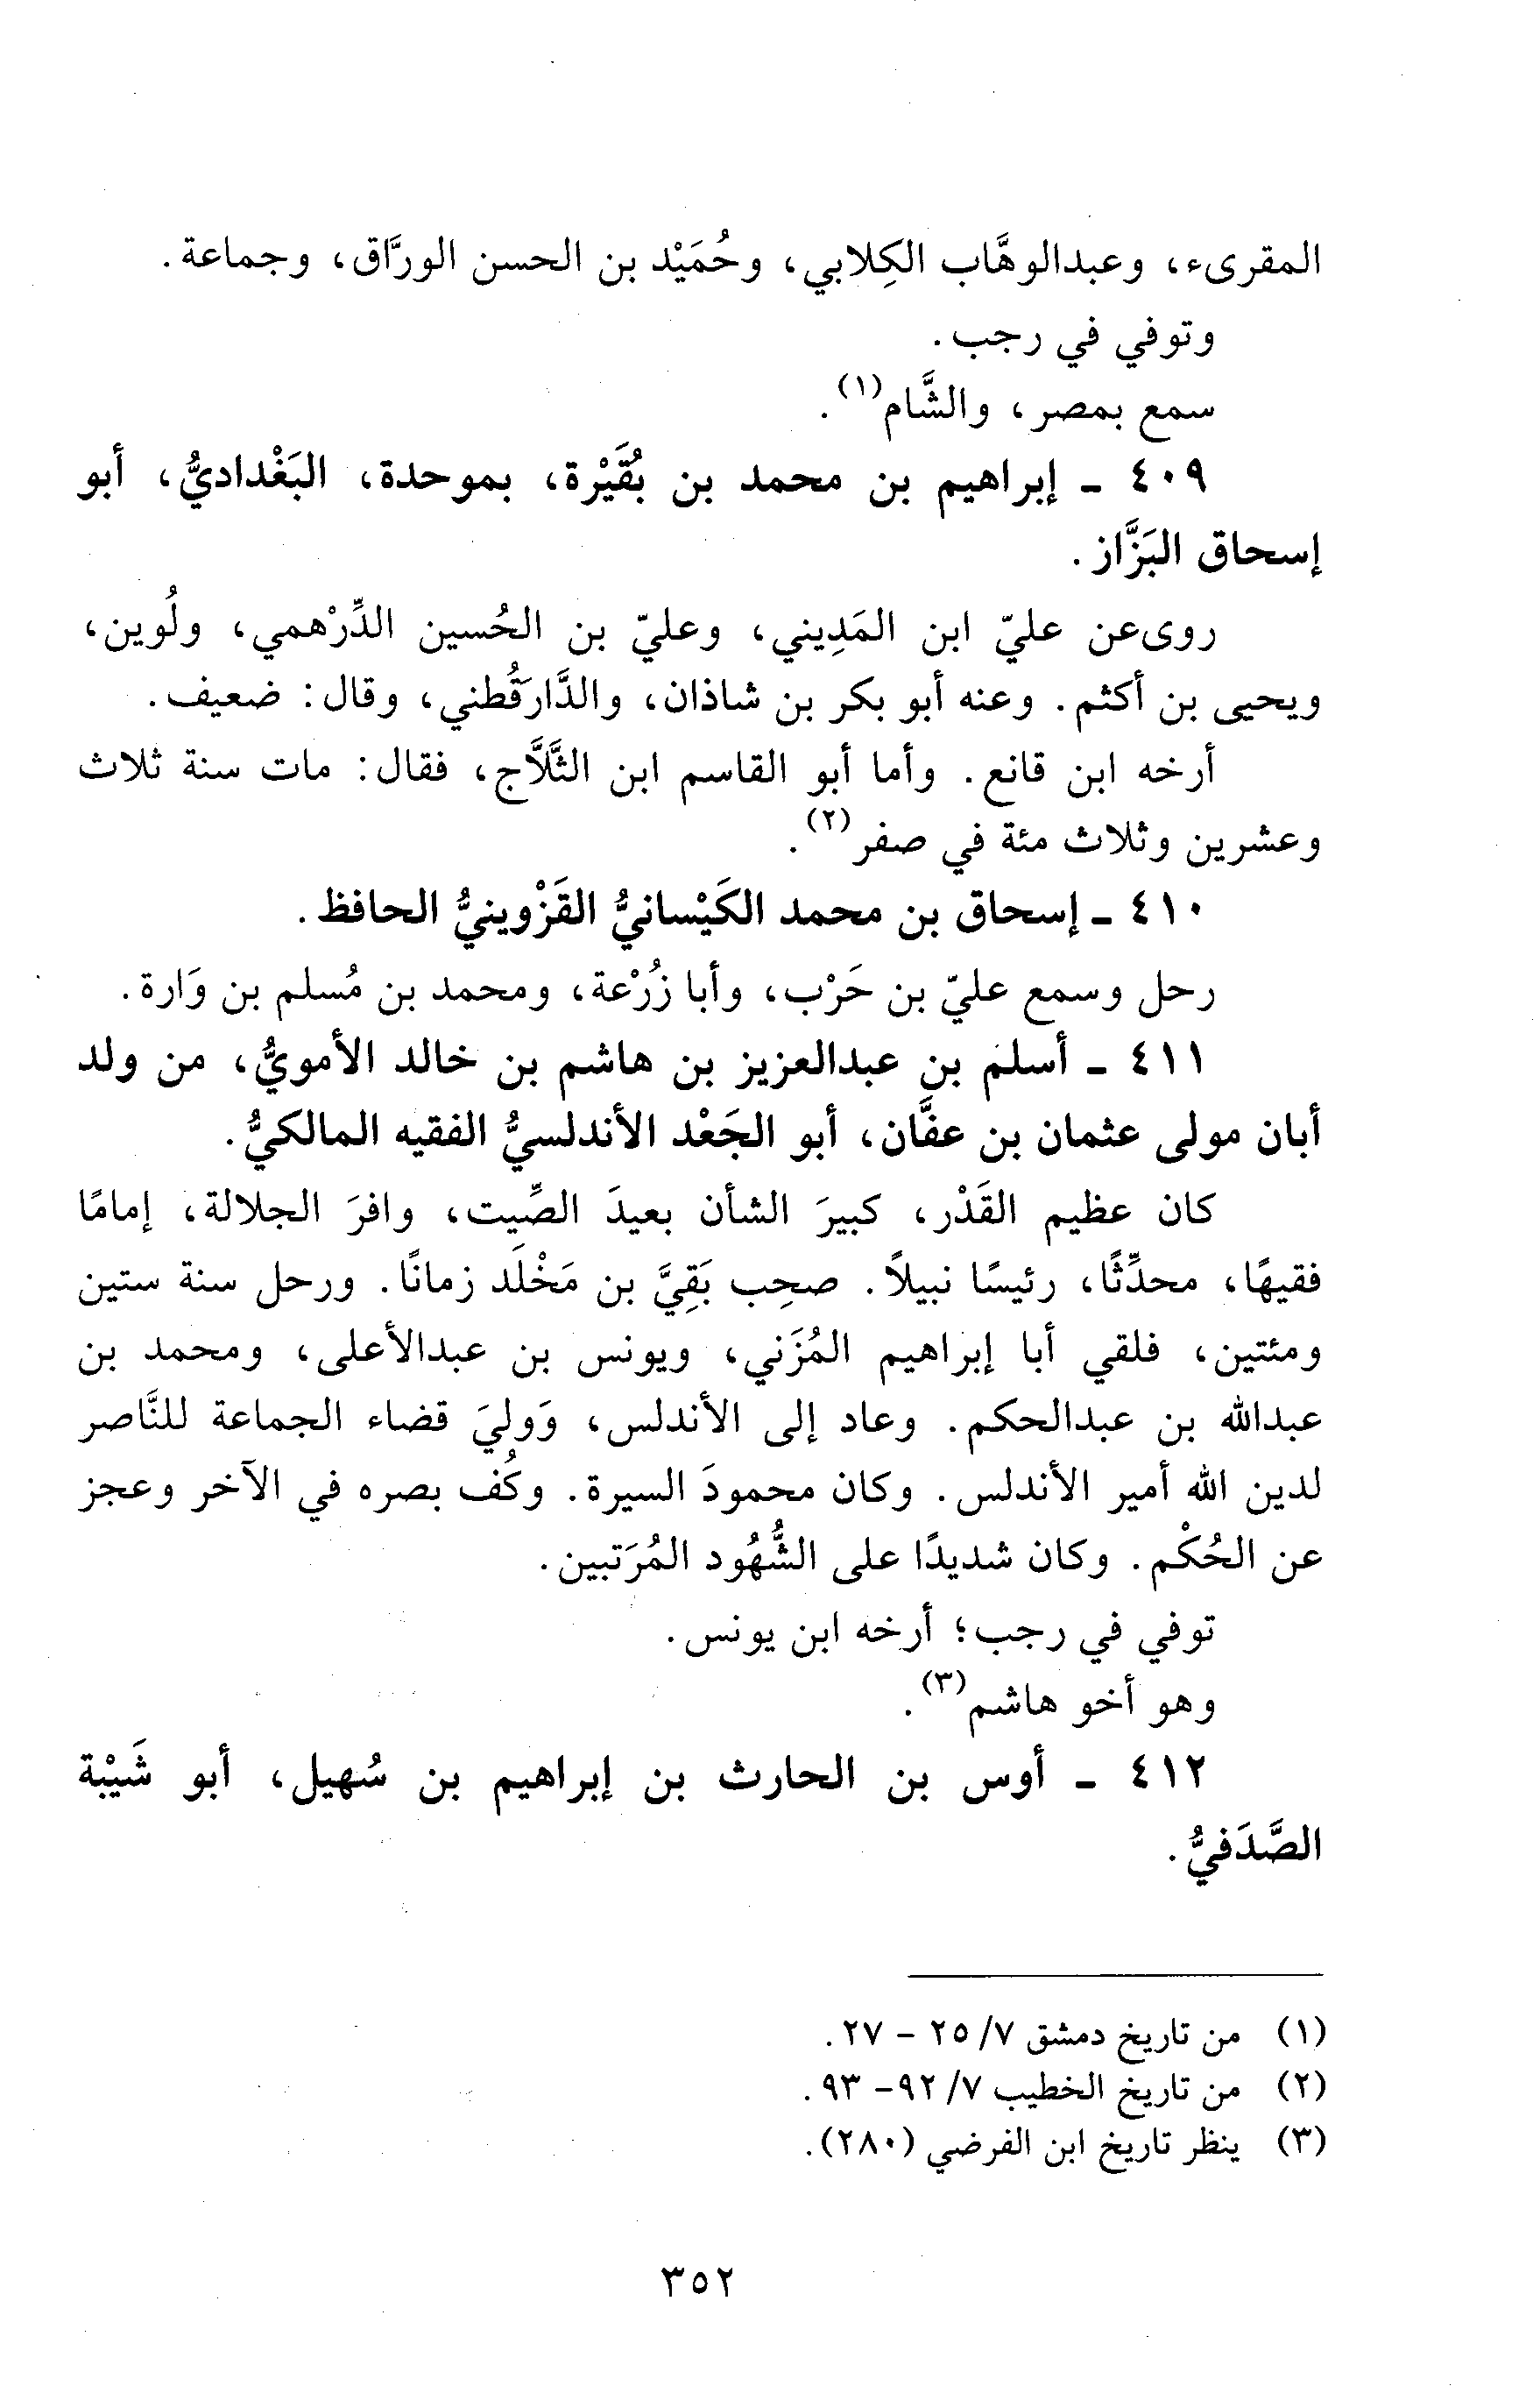 المقرىء، وعبدالوهَّاب الكِلابي، وحُمَيْد بن الحسن الورَّاق، وجماعة.
وتوفي في رجب.
سمع بمصر، والشَّام(١).
٤٠٩ ـ إبراهيم بن محمد بن بُقَيْرة، بموحدة، البَغْداديُّ، أبو
إسحاق البَزَّاز.
روى عن عليّ ابن المَدِيني، وعليّ بن الحُسين الدِّرْهمي، ولُوين،
ويحيى بن أكثم. وعنه أبو بكر بن شاذان، والدَّارَقُطني، وقال: ضعيف.
أرخه ابن قانع. وأما أبو القاسم ابن الثَّلَّاج، فقال: مات سنة ثلاث
وعشرين وثلاث مئة في صفر(٢).
٤١٠ ـ إسحاق بن محمد الكَيْسانيُّ القَزْوينيُّ الحافظ.
رحل وسمع عليّ بن حَرْب، وأبا زُرْعة، ومحمد بن مُسلم بن وَارة.
٤١١ ـ أسلم بن عبدالعزيز بن هاشم بن خالد الأمويُّ، من ولد
أبان مولى عثمان بن عفَّان، أبو الجَعْد الأندلسيُّ الفقيه المالكيُّ.
كان عظيم القَدْر، كبيرَ الشأن بعيدَ الصِّيت، وافرَ الجلالة، إمامًا
فقيهًا، محدِّثًا، رئيسًا نبيلاً. صحِب بَقِيَّ بن مَخْلَد زمانًا. ورحل سنة ستين
ومئتين، فلقي أبا إبراهيم المُزَني، ويونس بن عبدالأعلى، ومحمد بن
عبدالله بن عبدالحكم. وعاد إلى الأندلس، وَوليَ قضاء الجماعة للنَّاصر
لدين الله أمير الأندلس. وكان محمودَ السيرة. وكُف بصره في الآخر وعجز
عن الحُكْم. وكان شديدًا على الشُّهُود المُرَتبين.
توفي في رجب؛ أرخه ابن يونس.
وهو أخو هاشم(٣).
٤١٢ ـ أوس بن الحارث بن إبراهيم بن سُهيل، أبو شَيْبة
الصَّدَفيُّ.
(١) من تاريخ دمشق ٧/ ٢٥ - ٢٧.
(٢) من تاريخ الخطيب ٧/ ٩٢- ٩٣.
(٣) ينظر تاريخ ابن الفرضي (٢٨٠).
٣٥٢